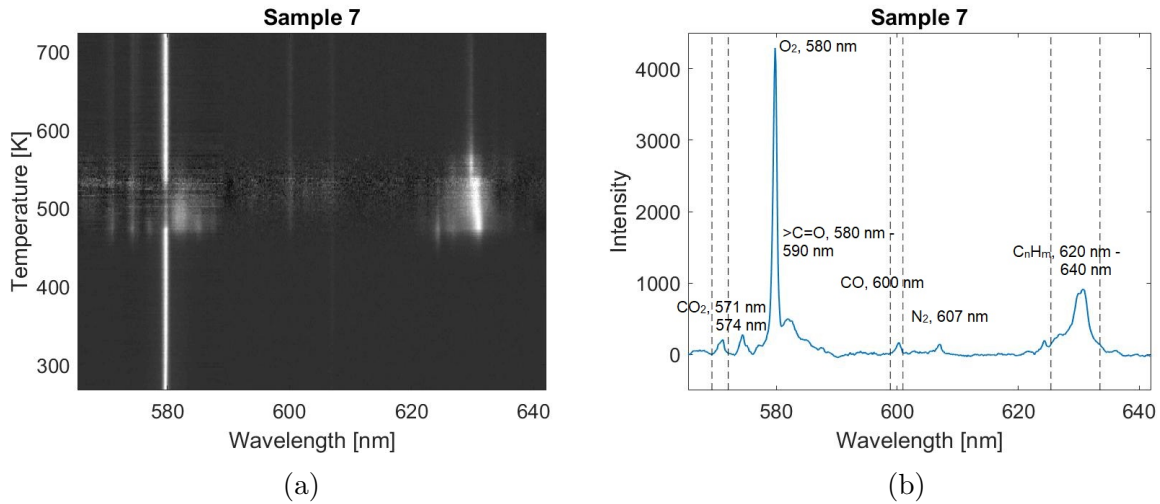 Sample 7
Temperature [K]
700
600
500
400
300
580
600
620
640
Wavelength [nm]
(a)
Sample 7
Intensity
4000
3000
2000
1000
0
O₂, 580 nm
>C=O, 580 nm -
590 nm
CₙHₘ, 620 nm -
640 nm
CO, 600 nm
CO₂, 571 nm
574 nm
N₂, 607 nm
580
600
620
640
Wavelength [nm]
(b)